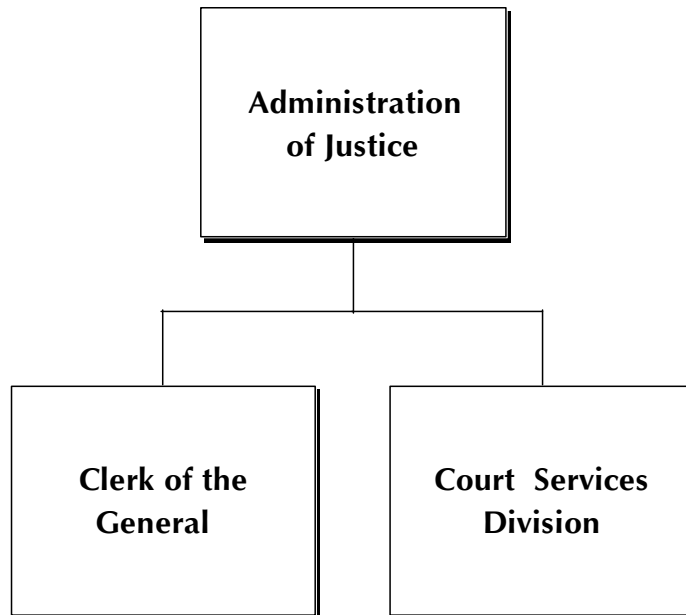 Administration
of Justice
Clerk of the
General
Court Services
Division